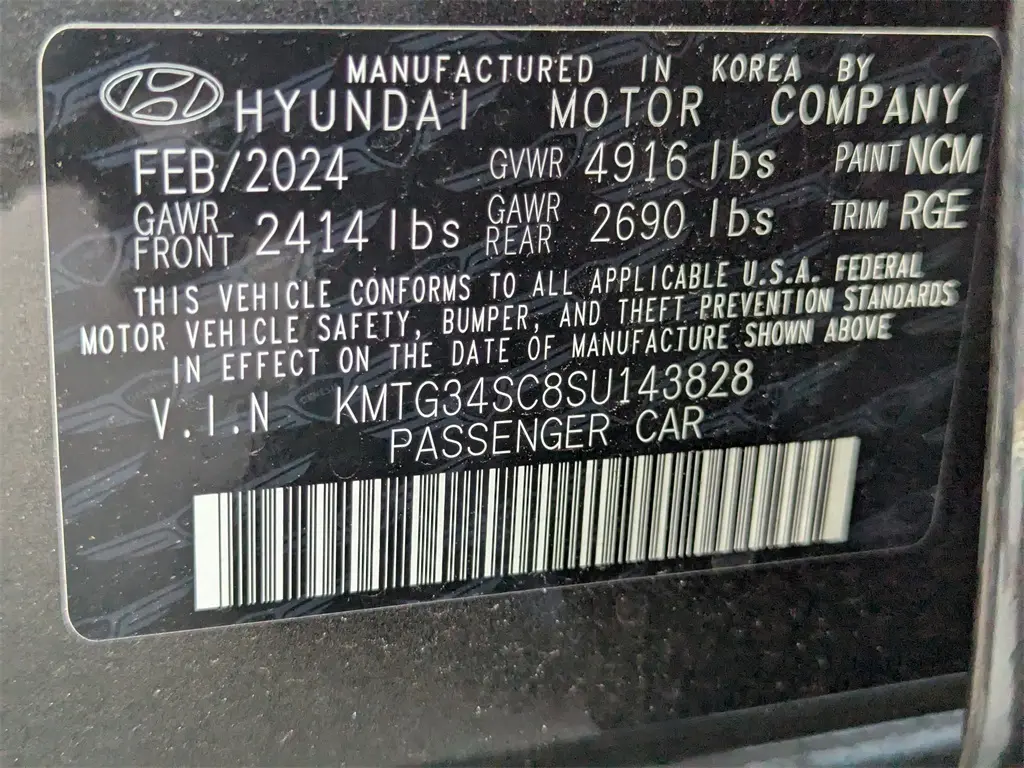 MANUFACTURED IN KOREA BY
HYUNDAI MOTOR COMPANY
FEB/2024 GVWR 4916 lbs PAINT NCM
GAWR FRONT 2414 lbs GAWR REAR 2690 lbs TRIM RGE
THIS VEHICLE CONFORMS TO ALL APPLICABLE U.S.A. FEDERAL
MOTOR VEHICLE SAFETY, BUMPER, AND THEFT PREVENTION STANDARDS
IN EFFECT ON THE DATE OF MANUFACTURE SHOWN ABOVE
V.I.N KMTG34SC8SU143828
PASSENGER CAR